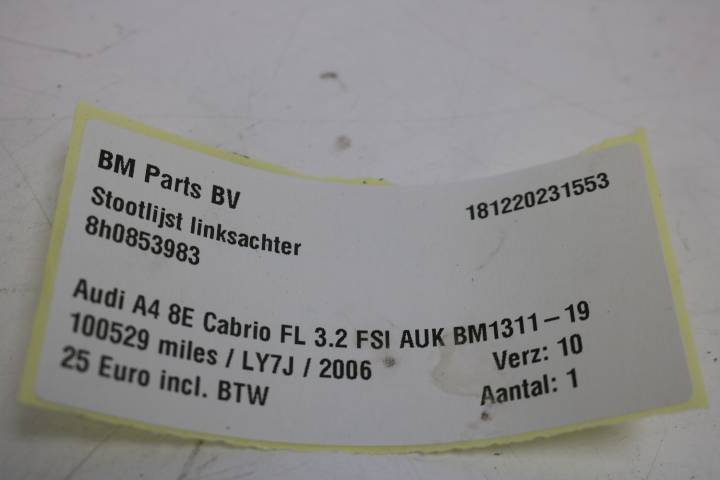 BM Parts BV
181220231553
Stootlijst linksachter
8h0853983
Audi A4 8E Cabrio FL 3.2 FSI AUK BM1311-19
100529 miles / LY7J / 2006
Verz: 10
25 Euro incl. BTW
Aantal: 1